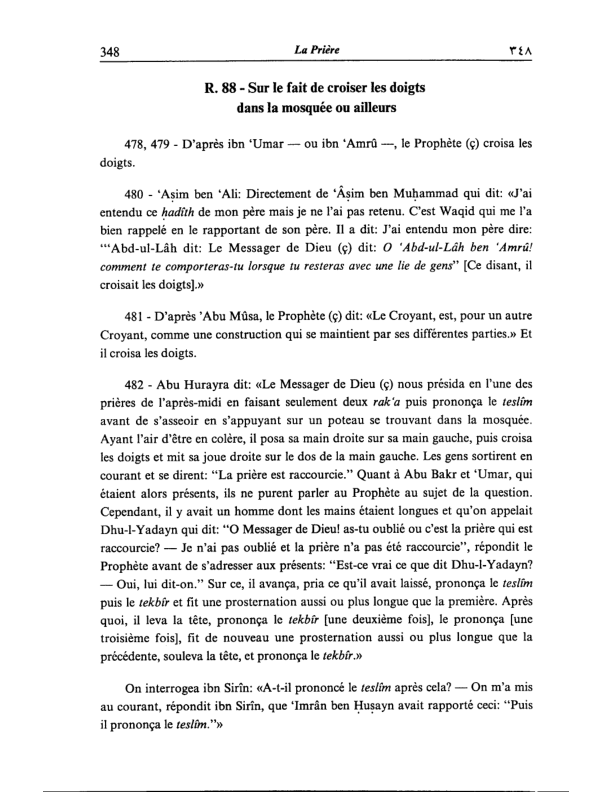 348 La Prière ٣٤٨
R. 88 - Sur le fait de croiser les doigts
dans la mosquée ou ailleurs
478, 479 - D'après ibn ‘Umar — ou ibn ‘Amrû —, le Prophète (ç) croisa les
doigts.
480 - ‘Aṣim ben ‘Ali: Directement de ‘Âṣim ben Muḥammad qui dit: «J'ai
entendu ce ḥadîth de mon père mais je ne l'ai pas retenu. C'est Waqid qui me l'a
bien rappelé en le rapportant de son père. Il a dit: J'ai entendu mon père dire:
“‘Abd-ul-Lâh dit: Le Messager de Dieu (ç) dit: O ‘Abd-ul-Lâh ben ‘Amrû!
comment te comporteras-tu lorsque tu resteras avec une lie de gens” [Ce disant, il
croisait les doigts].»
481 - D'après ’Abu Mûsa, le Prophète (ç) dit: «Le Croyant, est, pour un autre
Croyant, comme une construction qui se maintient par ses différentes parties.» Et
il croisa les doigts.
482 - Abu Hurayra dit: «Le Messager de Dieu (ç) nous présida en l'une des
prières de l'après-midi en faisant seulement deux rak‘a puis prononça le teslîm
avant de s'asseoir en s'appuyant sur un poteau se trouvant dans la mosquée.
Ayant l'air d'être en colère, il posa sa main droite sur sa main gauche, puis croisa
les doigts et mit sa joue droite sur le dos de la main gauche. Les gens sortirent en
courant et se dirent: “La prière est raccourcie.” Quant à Abu Bakr et ‘Umar, qui
étaient alors présents, ils ne purent parler au Prophète au sujet de la question.
Cependant, il y avait un homme dont les mains étaient longues et qu'on appelait
Dhu-l-Yadayn qui dit: “O Messager de Dieu! as-tu oublié ou c'est la prière qui est
raccourcie? — Je n'ai pas oublié et la prière n'a pas été raccourcie”, répondit le
Prophète avant de s'adresser aux présents: “Est-ce vrai ce que dit Dhu-l-Yadayn?
— Oui, lui dit-on.” Sur ce, il avança, pria ce qu'il avait laissé, prononça le teslîm
puis le tekbîr et fit une prosternation aussi ou plus longue que la première. Après
quoi, il leva la tête, prononça le tekbîr [une deuxième fois], le prononça [une
troisième fois], fit de nouveau une prosternation aussi ou plus longue que la
précédente, souleva la tête, et prononça le tekbîr.»
On interrogea ibn Sirîn: «A-t-il prononcé le teslîm après cela? — On m'a mis
au courant, répondit ibn Sirîn, que ‘Imrân ben Ḥuṣayn avait rapporté ceci: “Puis
il prononça le teslîm.”»